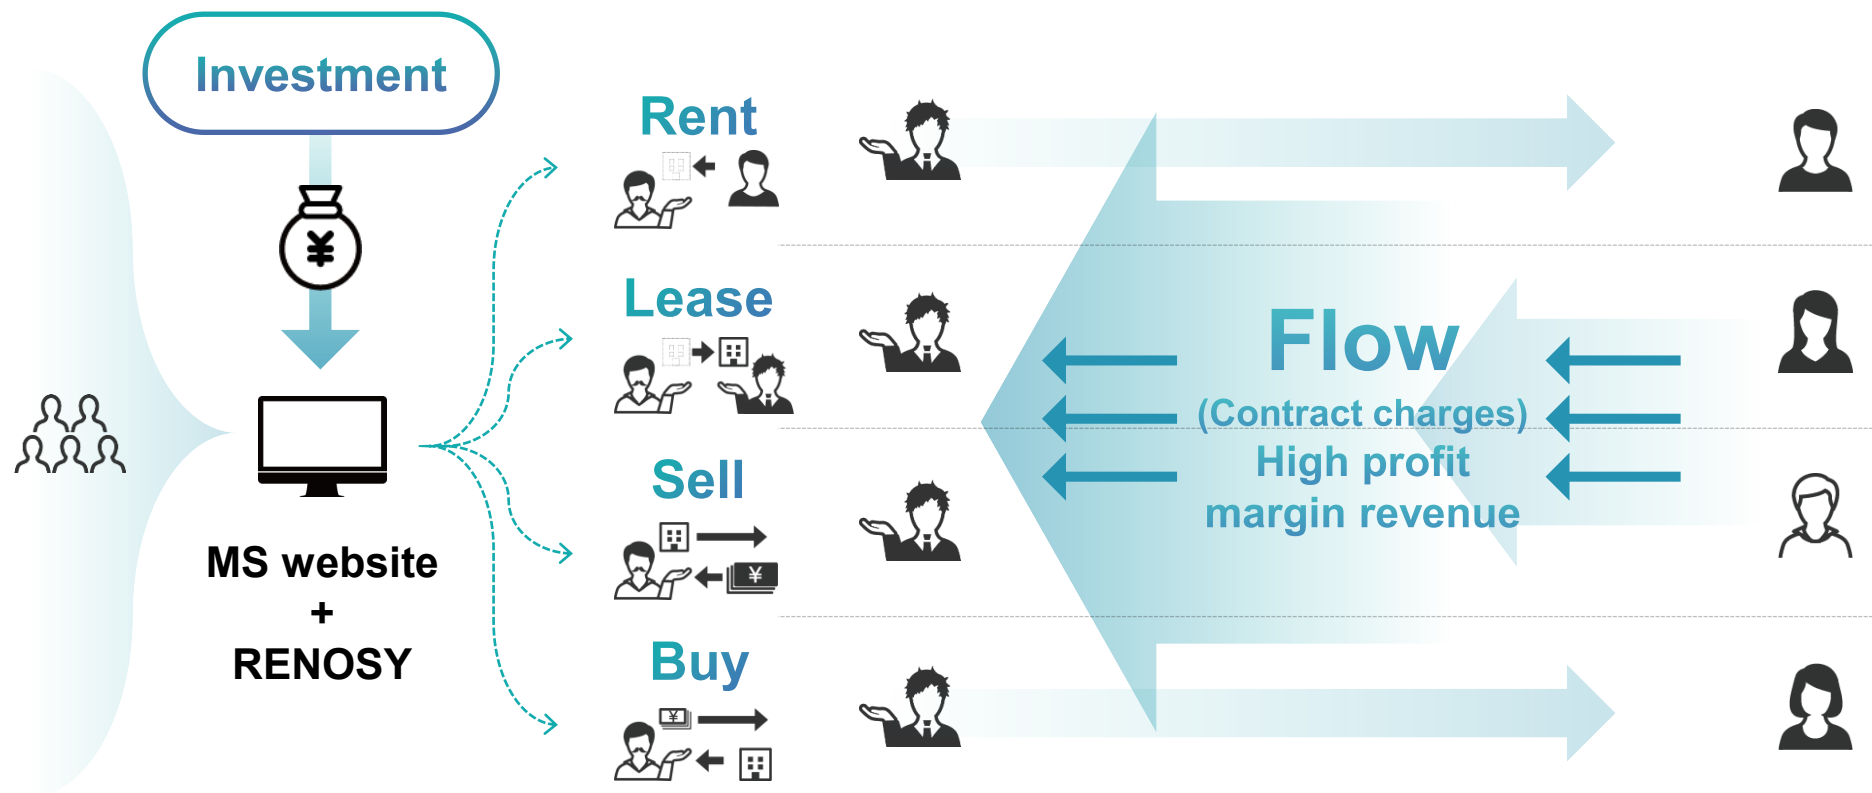 Investment
¥
MS website
+
RENOSY
Rent
Lease
Sell
¥
Buy
¥
Flow
(Contract charges)
High profit
margin revenue